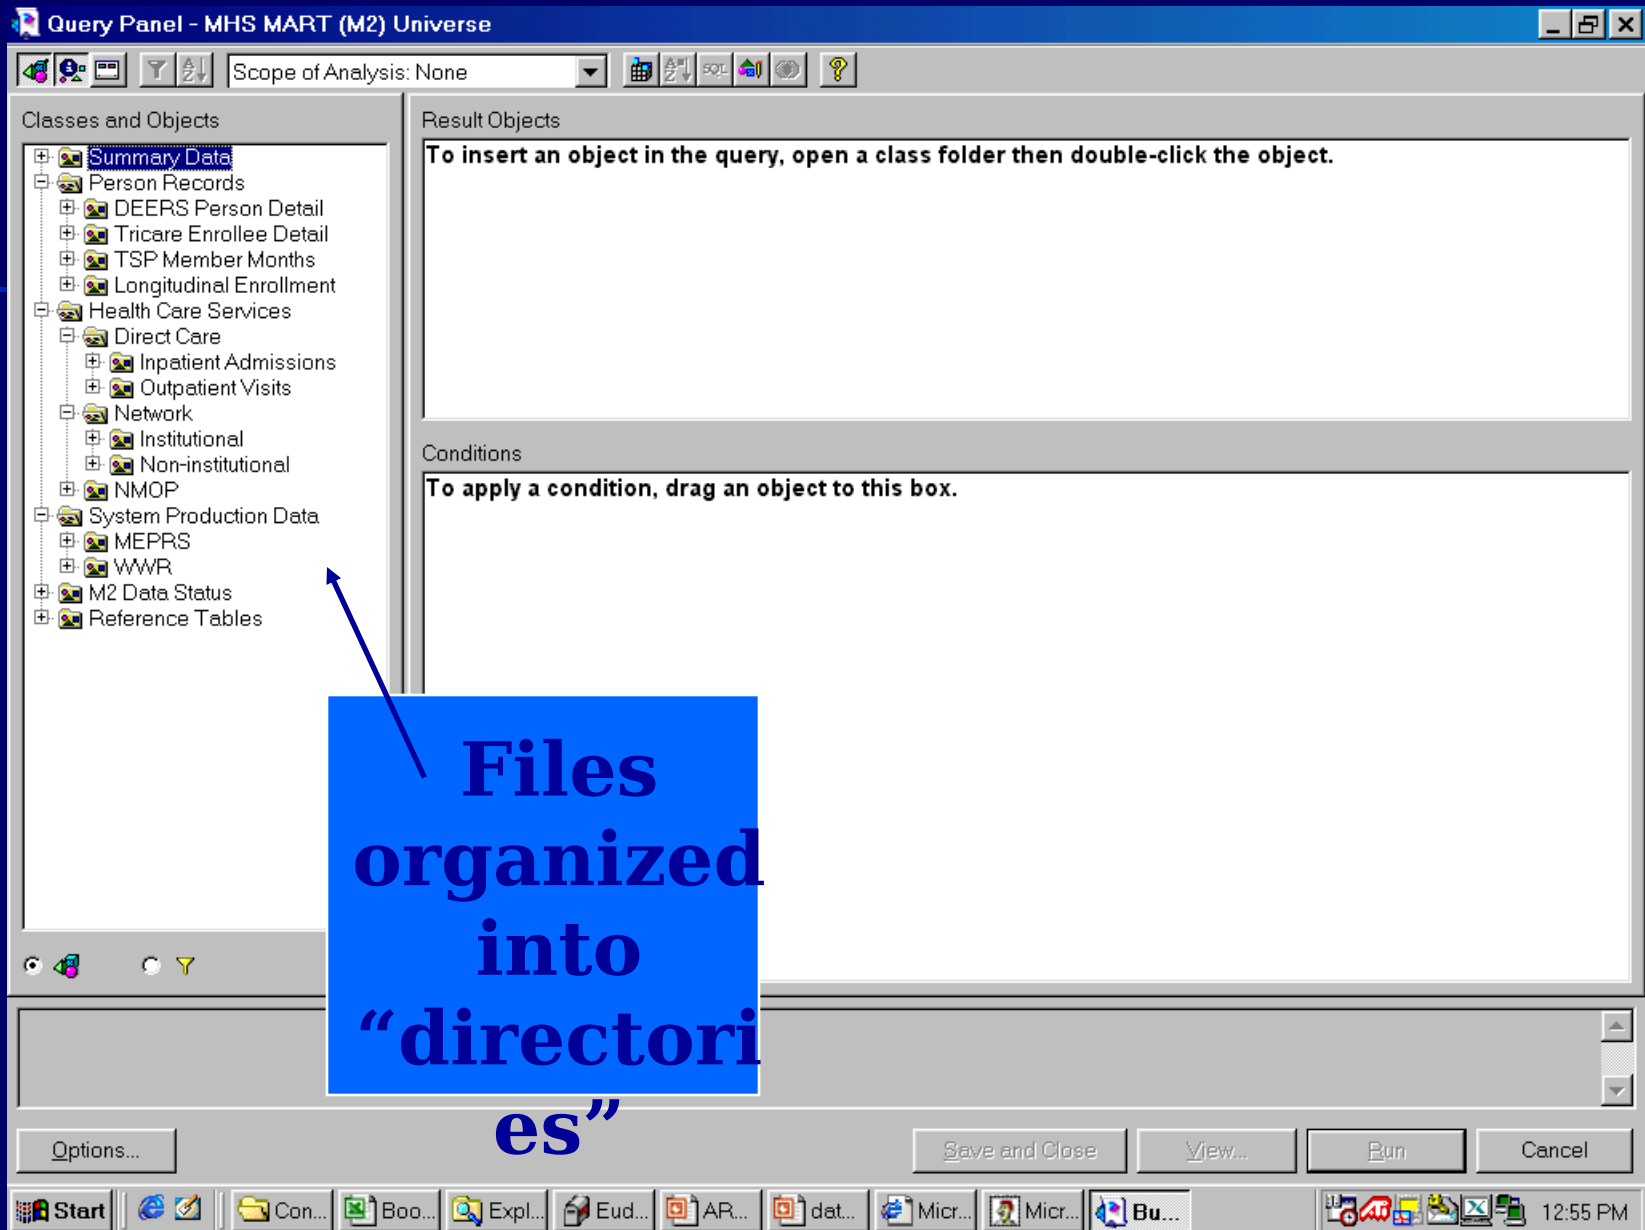 Query Panel - MHS MART (M2) Universe
Scope of Analysis: None
SQL
Classes and Objects
Summary Data
Person Records
DEERS Person Detail
Tricare Enrollee Detail
TSP Member Months
Longitudinal Enrollment
Health Care Services
Direct Care
Inpatient Admissions
Outpatient Visits
Network
Institutional
Non-institutional
NMOP
System Production Data
MEPRS
WWR
M2 Data Status
Reference Tables
Result Objects
To insert an object in the query, open a class folder then double-click the object.
Conditions
To apply a condition, drag an object to this box.
Files
organized
into
“directori
es”
Options...
Save and Close
View...
Run
Cancel
Start
Con...
Boo...
Expl...
Eud...
AR...
dat...
Micr...
Micr...
Bu...
12:55 PM